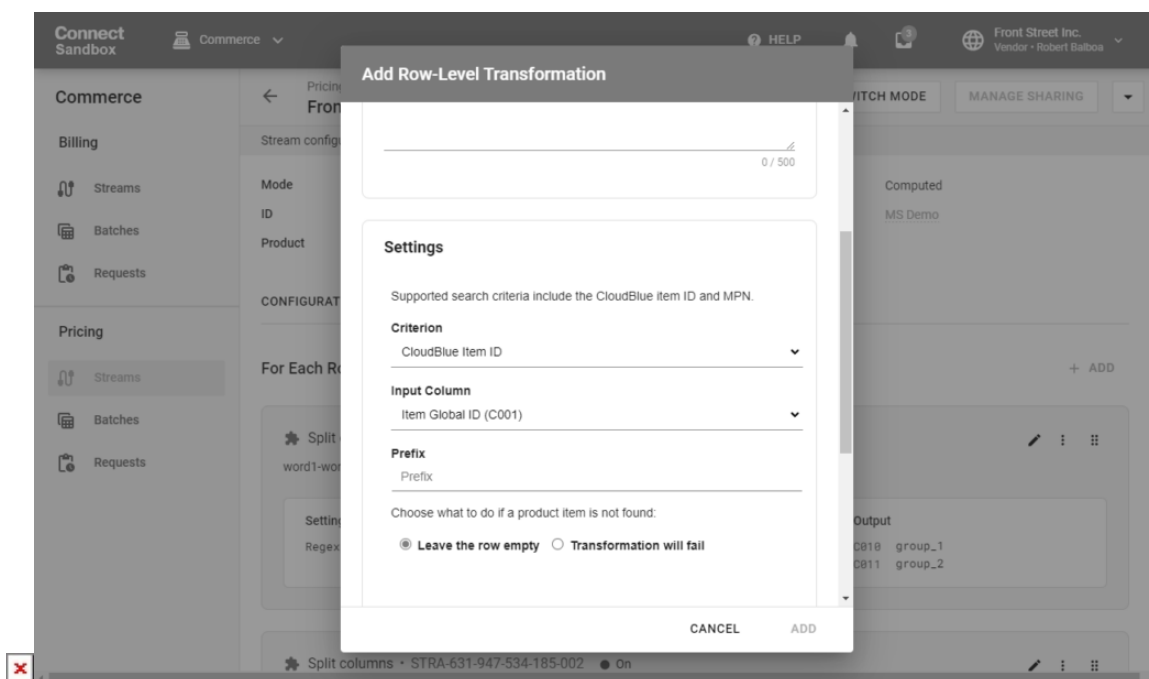 Connect
Sandbox
Commerce
HELP
3
Front Street Inc.
Vendor • Robert Balboa
Add Row-Level Transformation
Commerce
Pricing
Fron
ITCH MODE
MANAGE SHARING
Billing
Stream config
0 / 500
Streams
Mode
Computed
ID
MS Demo
Batches
Product
Settings
Requests
Supported search criteria include the CloudBlue item ID and MPN.
CONFIGURAT
Criterion
CloudBlue Item ID
Pricing
For Each Ro
+ ADD
Streams
Input Column
Item Global ID (C001)
Batches
Split
Prefix
Requests
word1-wor
Prefix
Choose what to do if a product item is not found:
Setting
Output
Leave the row empty
Transformation will fail
Regex
C010 group_1
C011 group_2
CANCEL
ADD
Split columns • STRA-631-947-534-185-002 On